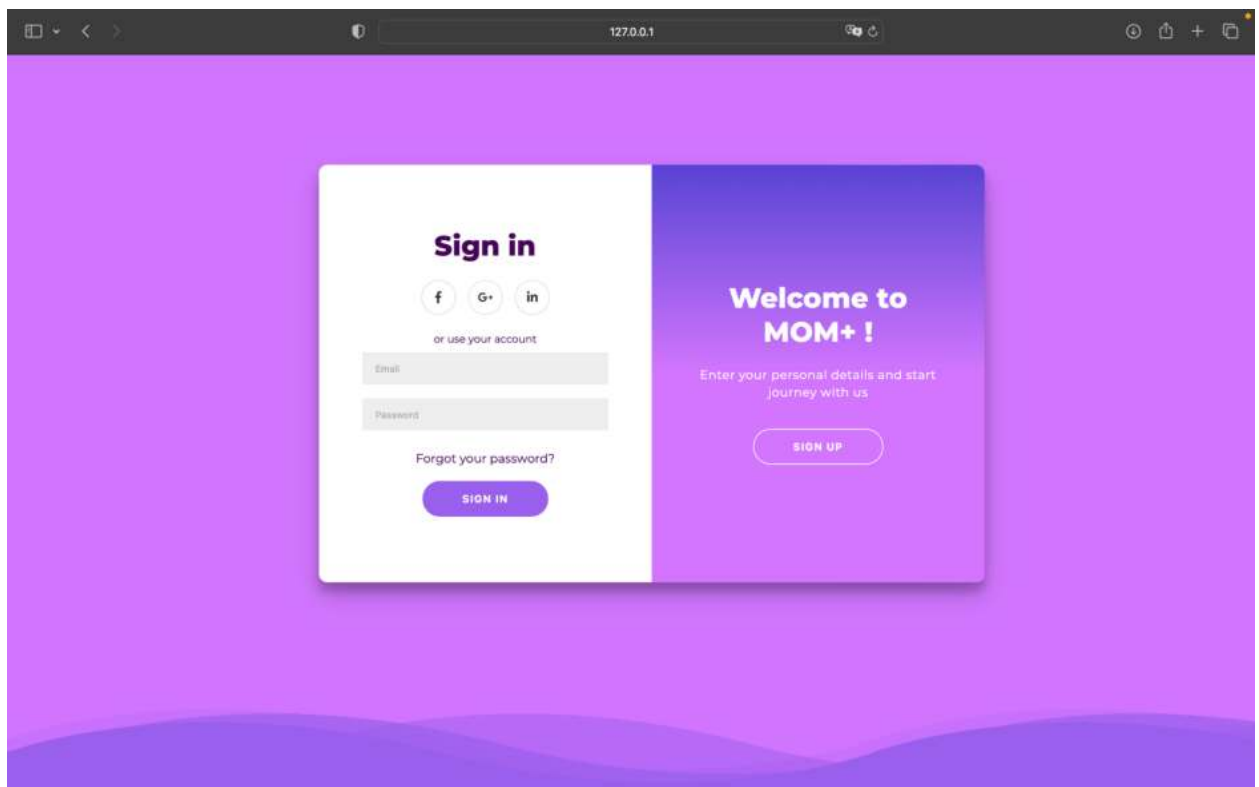 127.0.0.1
Sign in
f G+ in
or use your account
Email
Password
Forgot your password?
SIGN IN
Welcome to
MOM+ !
Enter your personal details and start
journey with us
SIGN UP